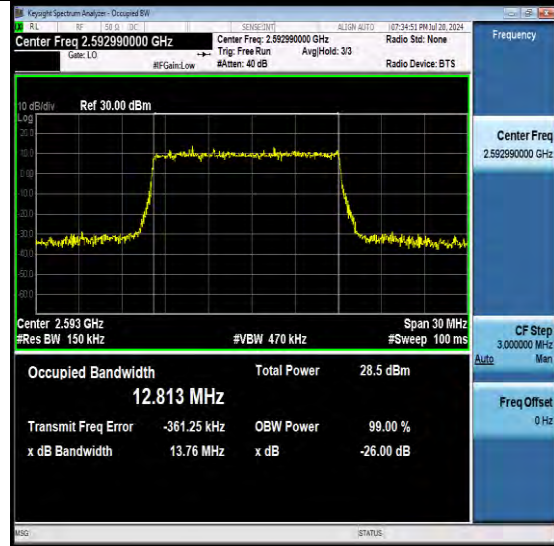 Keysight Spectrum Analyzer - Occupied BW
RL RF 50 Ω DC SENSE:INT ALIGN AUTO 07:34:51 PM Jul 20, 2024
Center Freq 2.592990000 GHz
Gate: LO
#IFGain:Low
Center Freq: 2.592990000 GHz
Trig: Free Run Avg|Hold: 3/3
#Atten: 40 dB
Radio Std: None
Radio Device: BTS
10 dB/div Ref 30.00 dBm
Log
20.0
10.0
0.00
-10.0
-20.0
-30.0
-40.0
-50.0
-60.0
Center 2.593 GHz Span 30 MHz
#Res BW 150 kHz #VBW 470 kHz #Sweep 100 ms
Occupied Bandwidth Total Power 28.5 dBm
12.813 MHz
Transmit Freq Error -361.25 kHz OBW Power 99.00 %
x dB Bandwidth 13.76 MHz x dB -26.00 dB
MSG STATUS
Frequency
Center Freq
2.592990000 GHz
CF Step
3.000000 MHz
Auto Man
Freq Offset
0 Hz